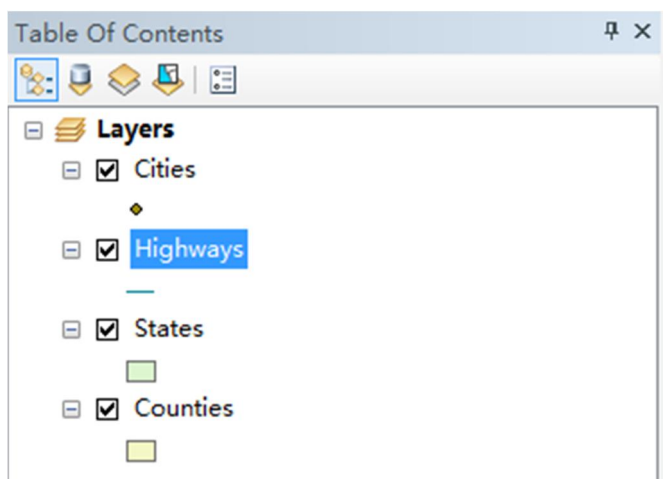 Table Of Contents
Layers
Cities
Highways
States
Counties